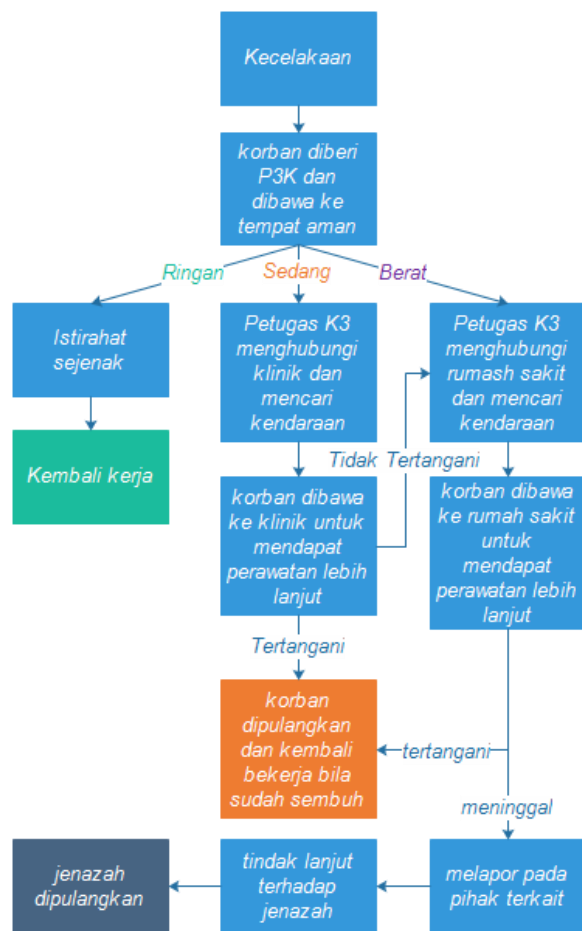 Kecelakaan
korban diberi
P3K dan
dibawa ke
tempat aman
Ringan
Sedang
Berat
Istirahat
sejenak
Petugas K3
menghubungi
klinik dan
mencari
kendaraan
Petugas K3
menghubungi
rumash sakit
dan mencari
kendaraan
Kembali kerja
Tidak Tertangani
korban dibawa
ke klinik untuk
mendapat
perawatan lebih
lanjut
korban dibawa
ke rumah sakit
untuk
mendapat
perawatan lebih
lanjut
Tertangani
korban
dipulangkan
dan kembali
bekerja bila
sudah sembuh
tertangani
meninggal
jenazah
dipulangkan
tindak lanjut
terhadap
jenazah
melapor pada
pihak terkait